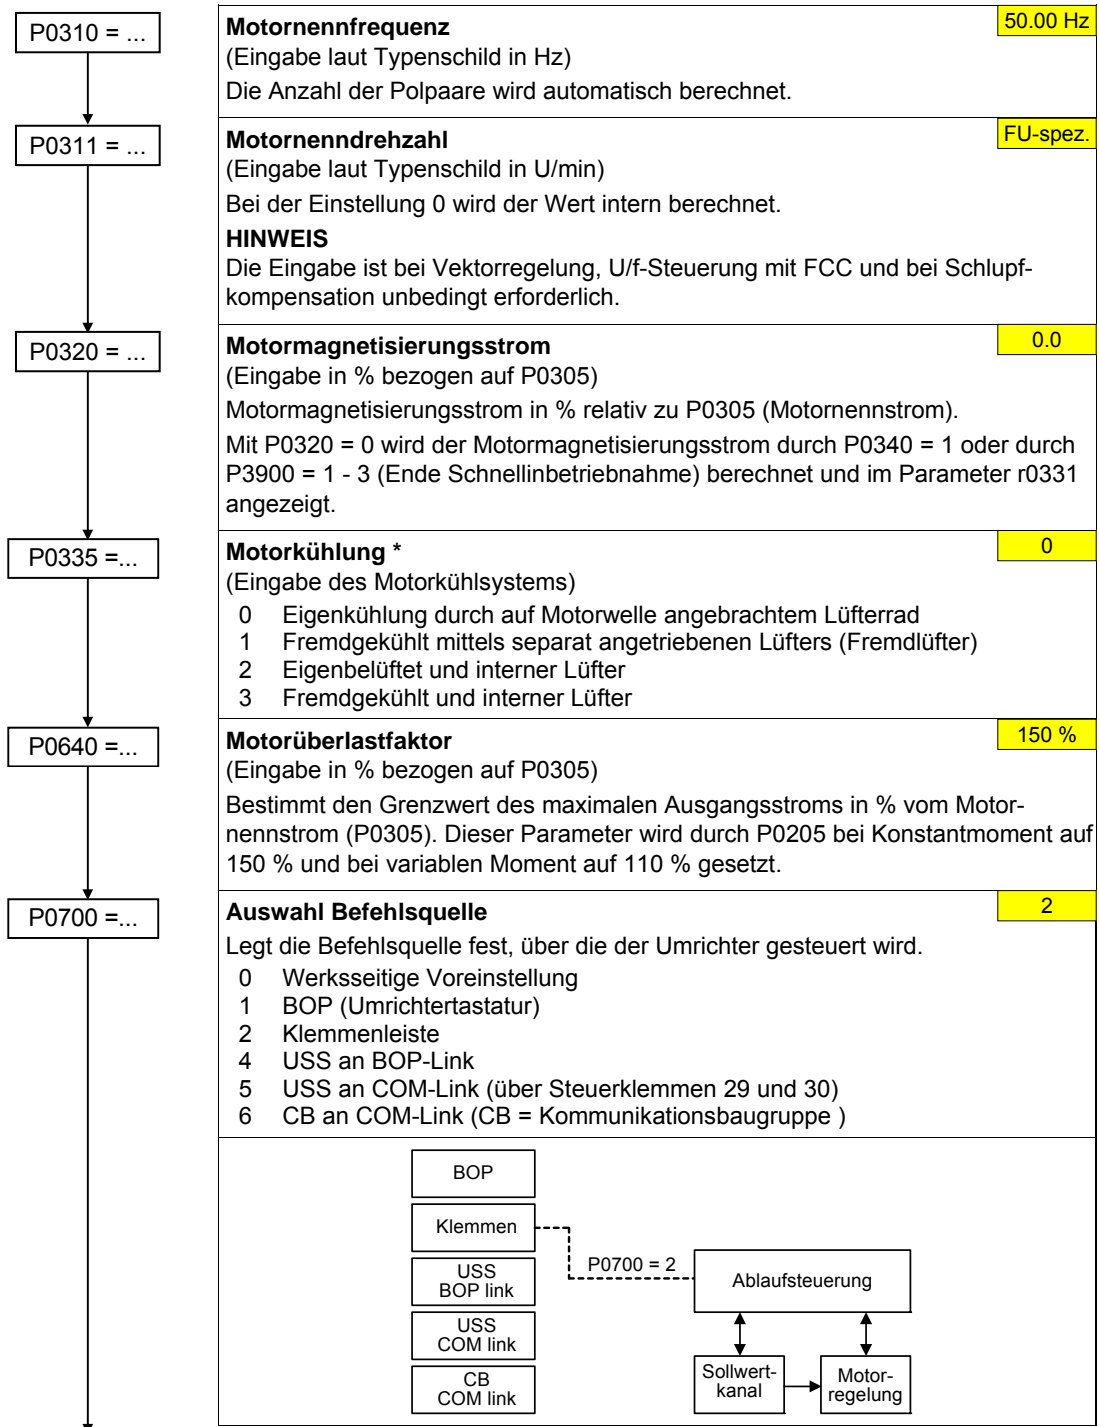 P0310 = ...
Motornennfrequenz
50.00 Hz
(Eingabe laut Typenschild in Hz)
Die Anzahl der Polpaare wird automatisch berechnet.
P0311 = ...
Motornenndrehzahl
FU-spez.
(Eingabe laut Typenschild in U/min)
Bei der Einstellung 0 wird der Wert intern berechnet.
HINWEIS
Die Eingabe ist bei Vektorregelung, U/f-Steuerung mit FCC und bei Schlupf-
kompensation unbedingt erforderlich.
P0320 = ...
Motormagnetisierungsstrom
0.0
(Eingabe in % bezogen auf P0305)
Motormagnetisierungsstrom in % relativ zu P0305 (Motornennstrom).
Mit P0320 = 0 wird der Motormagnetisierungsstrom durch P0340 = 1 oder durch
P3900 = 1 - 3 (Ende Schnellinbetriebnahme) berechnet und im Parameter r0331
angezeigt.
P0335 =...
Motorkühlung *
0
(Eingabe des Motorkühlsystems)
0 Eigenkühlung durch auf Motorwelle angebrachtem Lüfterrad
1 Fremdgekühlt mittels separat angetriebenen Lüfters (Fremdlüfter)
2 Eigenbelüftet und interner Lüfter
3 Fremdgekühlt und interner Lüfter
P0640 =...
Motorüberlastfaktor
150 %
(Eingabe in % bezogen auf P0305)
Bestimmt den Grenzwert des maximalen Ausgangsstroms in % vom Motor-
nennstrom (P0305). Dieser Parameter wird durch P0205 bei Konstantmoment auf
150 % und bei variablen Moment auf 110 % gesetzt.
P0700 =...
Auswahl Befehlsquelle
2
Legt die Befehlsquelle fest, über die der Umrichter gesteuert wird.
0 Werksseitige Voreinstellung
1 BOP (Umrichtertastatur)
2 Klemmenleiste
4 USS an BOP-Link
5 USS an COM-Link (über Steuerklemmen 29 und 30)
6 CB an COM-Link (CB = Kommunikationsbaugruppe )
BOP
Klemmen
USS
BOP link
P0700 = 2
Ablaufsteuerung
USS
COM link
CB
COM link
Sollwert-
kanal
Motor-
regelung